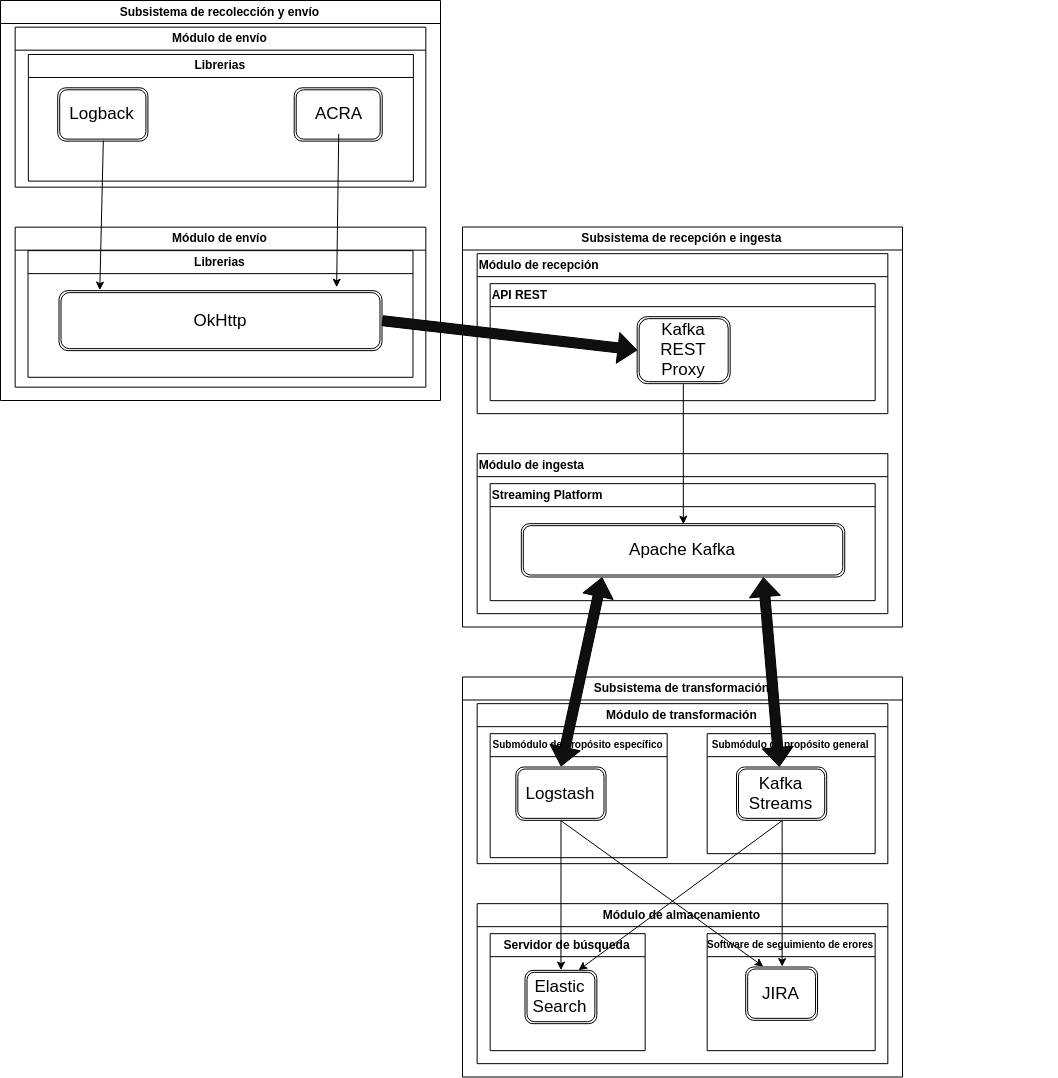 Subsistema de recolección y envío
Módulo de envío
Librerias
Logback
ACRA
Módulo de envío
Librerias
OkHttp
Subsistema de recepción e ingesta
Módulo de recepción
API REST
Kafka
REST
Proxy
Módulo de ingesta
Streaming Platform
Apache Kafka
Subsistema de transformación
Módulo de transformación
Submódulo de propósito específico
Submódulo de propósito general
Logstash
Kafka
Streams
Módulo de almacenamiento
Servidor de búsqueda
Software de seguimiento de erores
Elastic
Search
JIRA